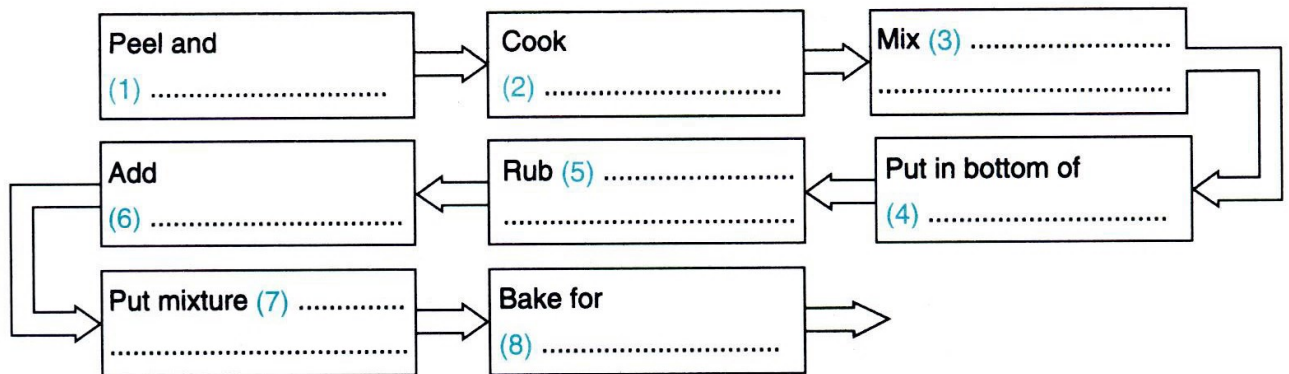 Peel and
(1) ..............................
Cook
(2) ..............................
Mix (3) ..........................
......................................
Put in bottom of
(4) ..............................
Rub (5) ........................
.....................................
Add
(6) ................................
Put mixture (7) ..............
......................................
Bake for
(8) ..............................